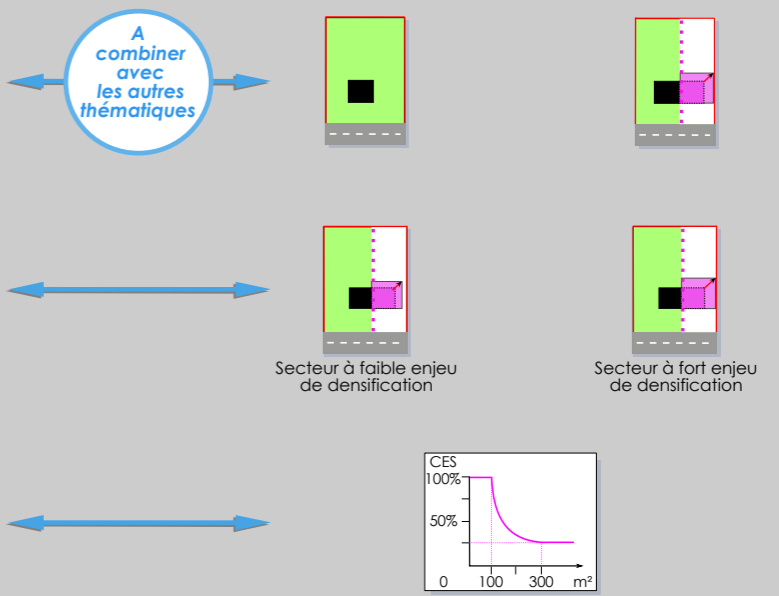 A
combiner
avec
les autres
thématiques
Secteur à faible enjeu
de densification
Secteur à fort enjeu
de densification
CES
100%
50%
0 100 300 m²